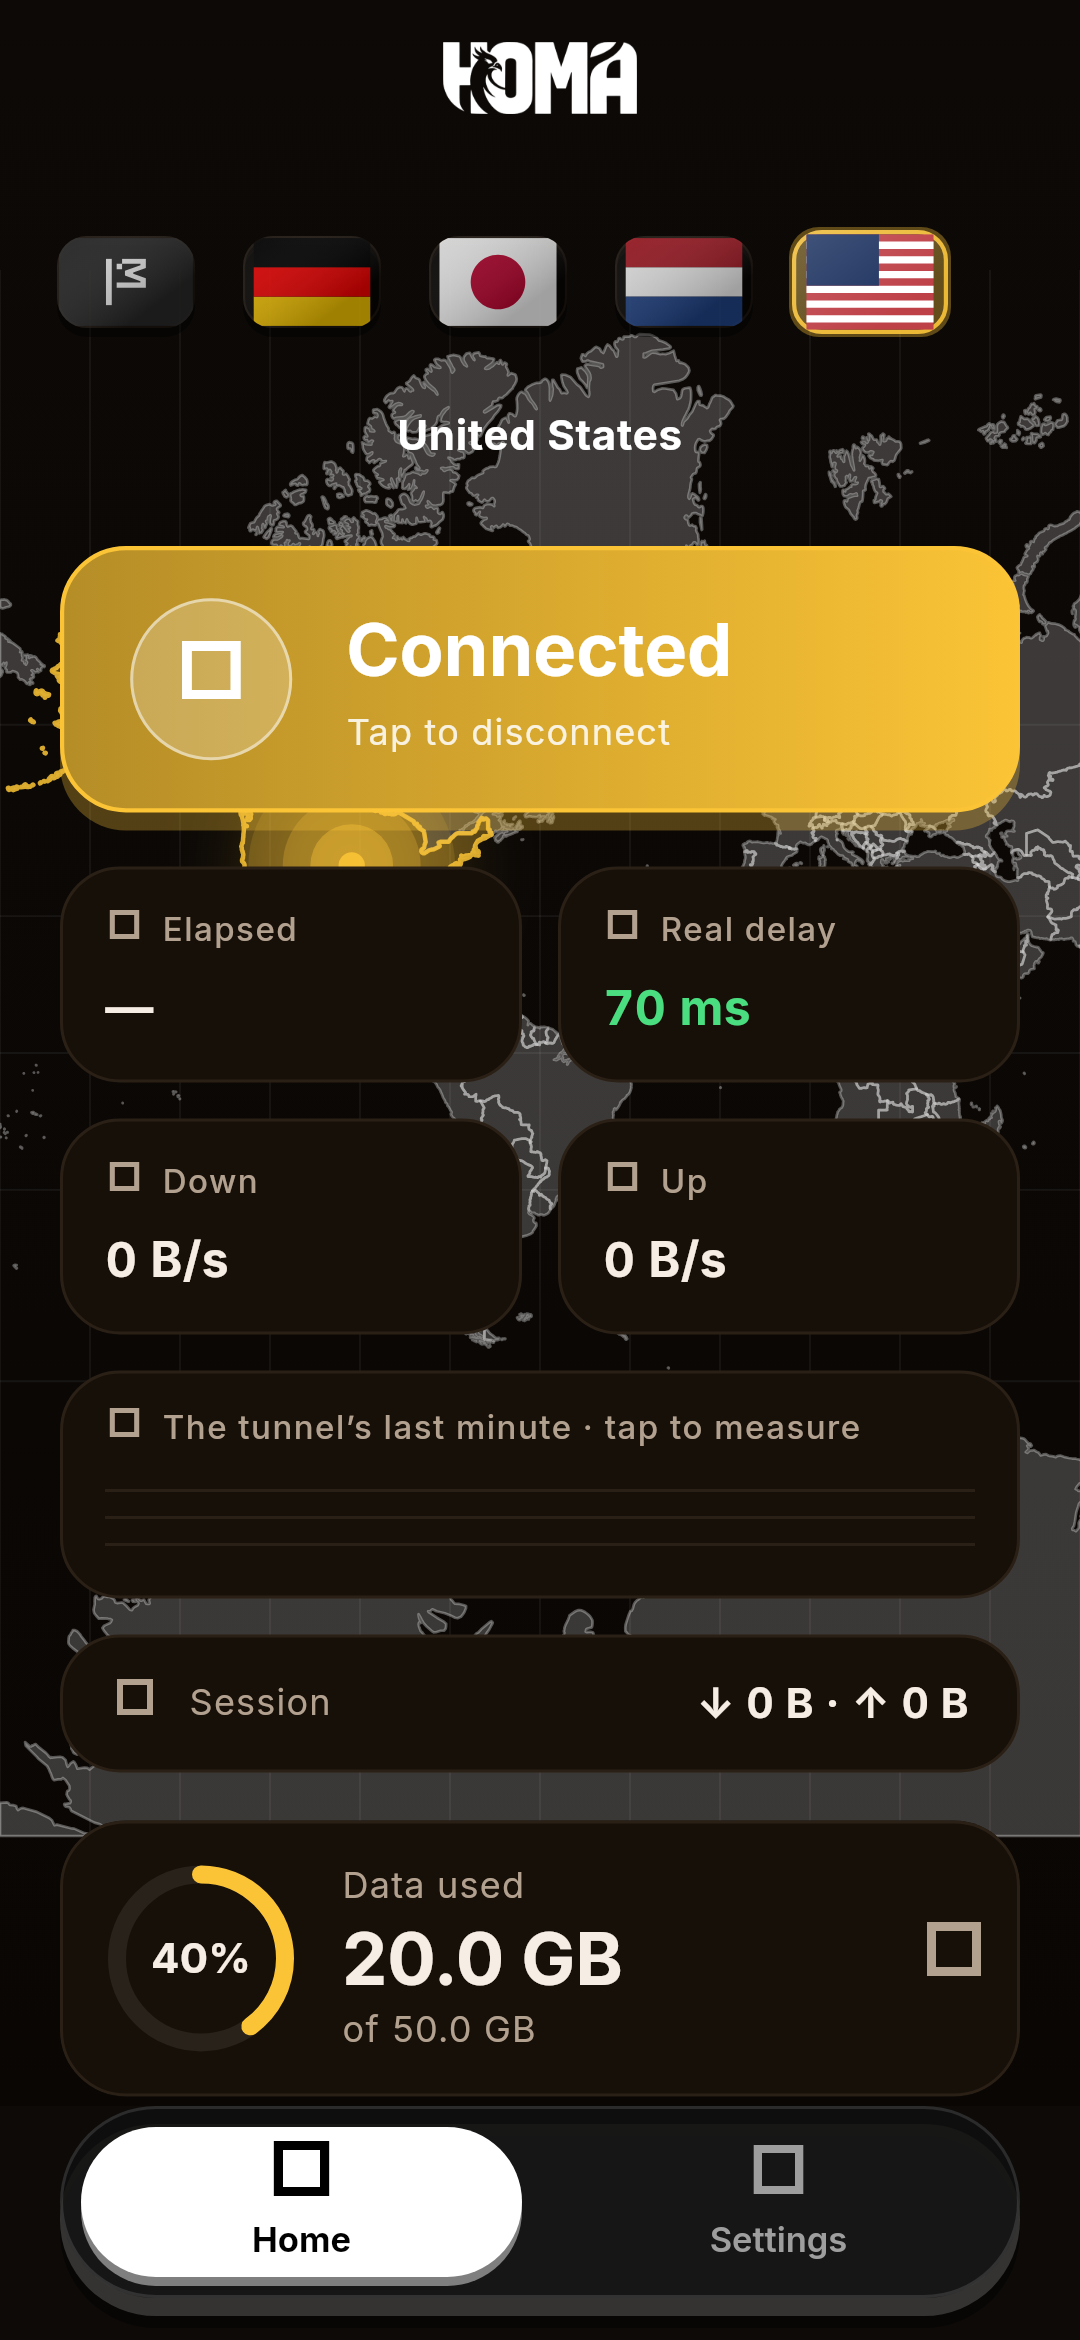 HOMA
United States
Connected
Tap to disconnect
Elapsed
—
Real delay
70 ms
Down
0 B/s
Up
0 B/s
The tunnel’s last minute · tap to measure
Session
↓ 0 B · ↑ 0 B
40%
Data used
20.0 GB
of 50.0 GB
Home
Settings